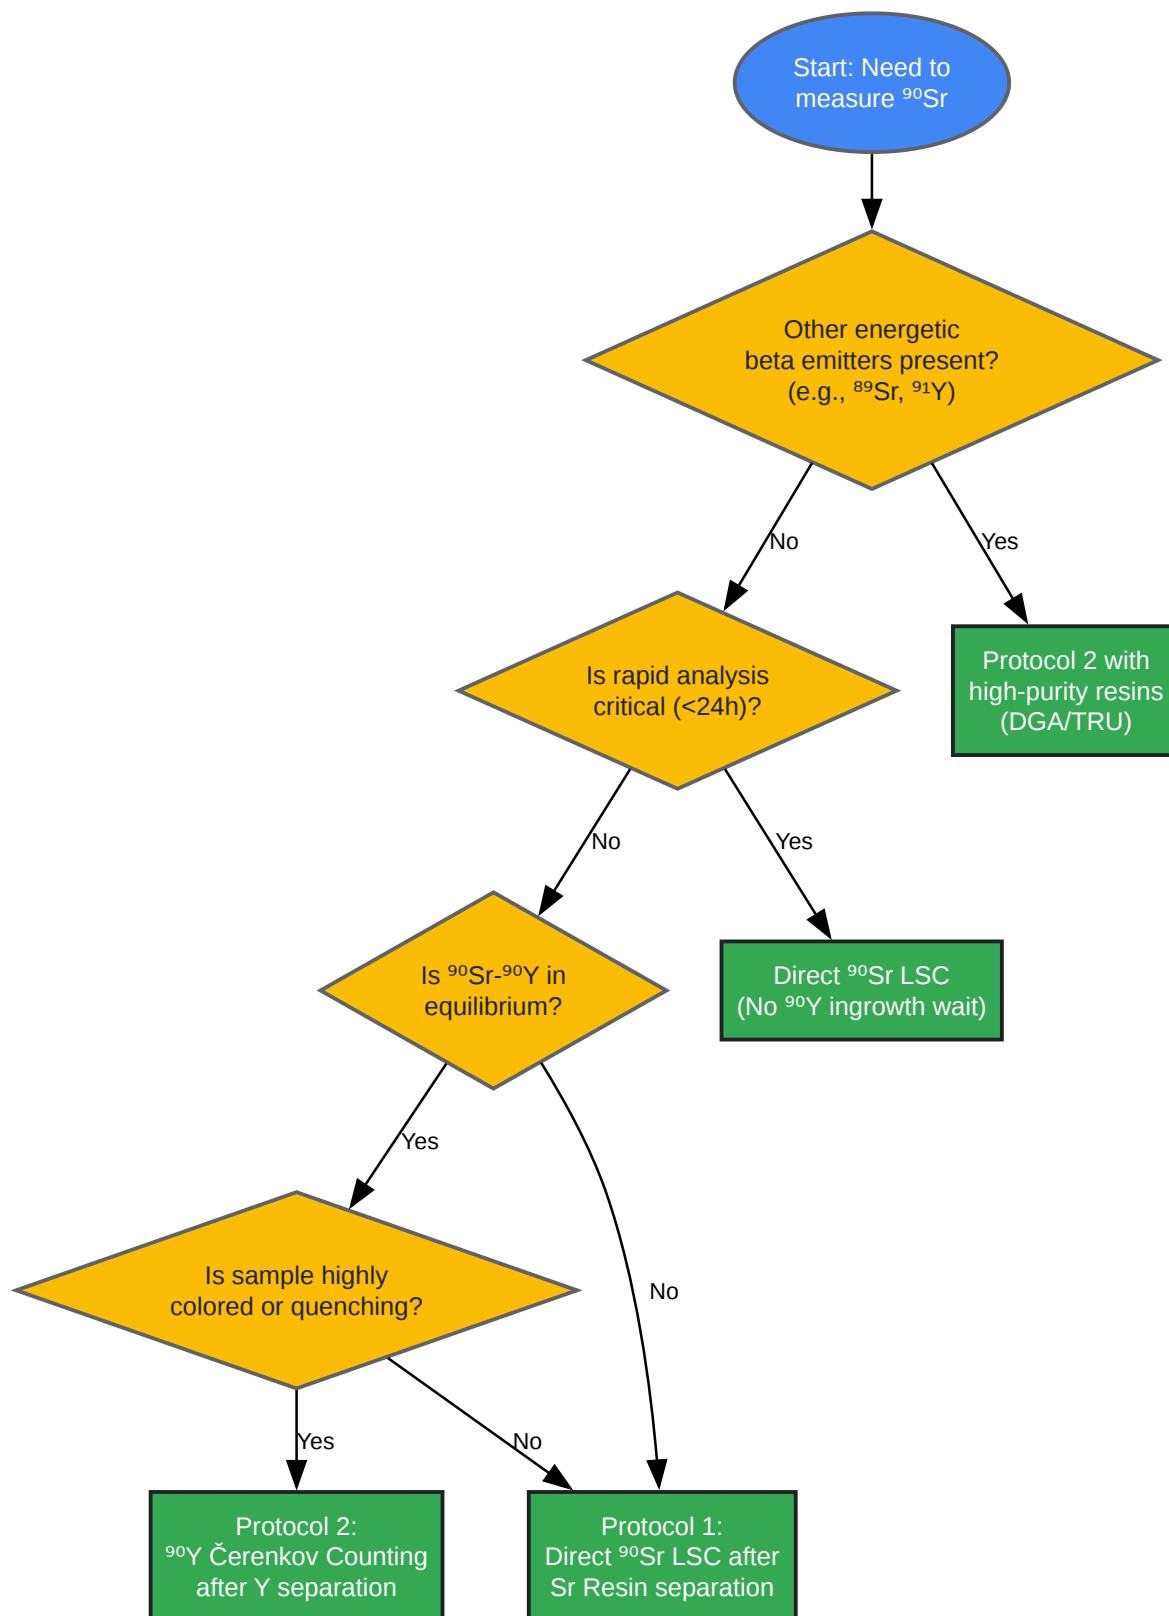 Start: Need to
measure ⁹⁰Sr
Other energetic
beta emitters present?
(e.g., ⁸⁹Sr, ⁹¹Y)
No
Yes
Is rapid analysis
critical (<24h)?
Protocol 2 with
high-purity resins
(DGA/TRU)
No
Yes
Is ⁹⁰Sr-⁹⁰Y in
equilibrium?
Direct ⁹⁰Sr LSC
(No ⁹⁰Y ingrowth wait)
Yes
No
Is sample highly
colored or quenching?
Yes
No
Protocol 2:
⁹⁰Y Čerenkov Counting
after Y separation
Protocol 1:
Direct ⁹⁰Sr LSC after
Sr Resin separation